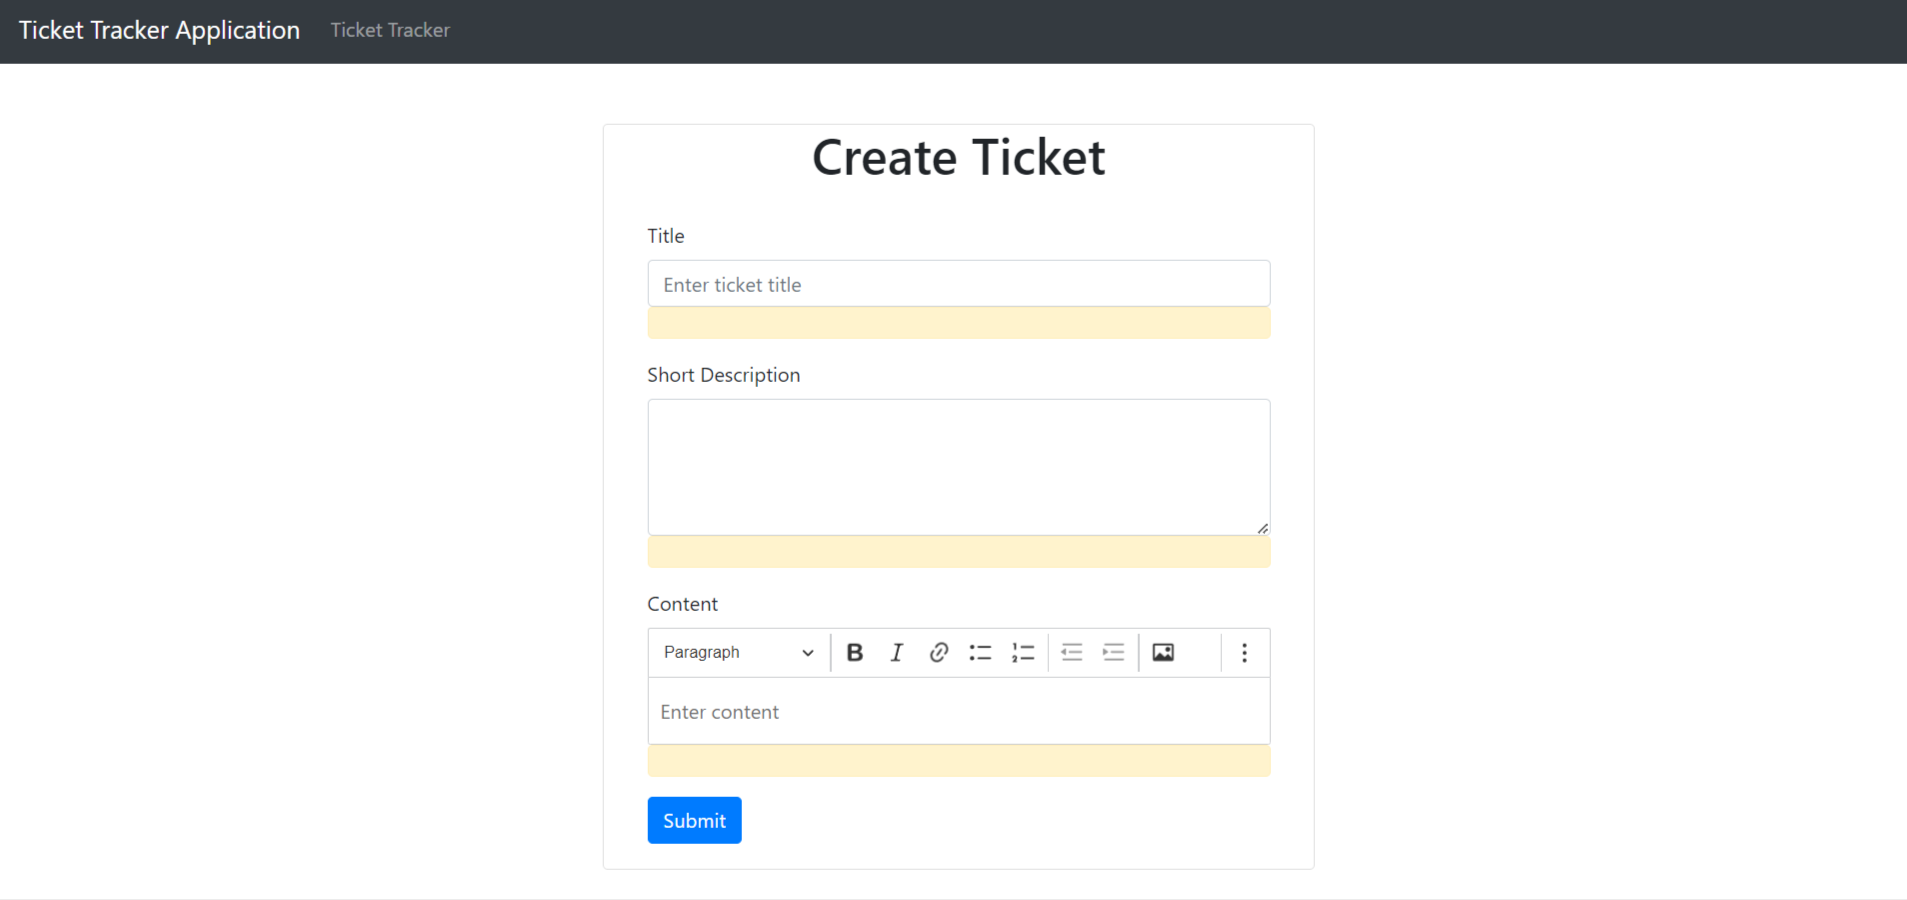 Ticket Tracker Application Ticket Tracker
Create Ticket
Title
Enter ticket title
Short Description
Content
Paragraph
Enter content
Submit